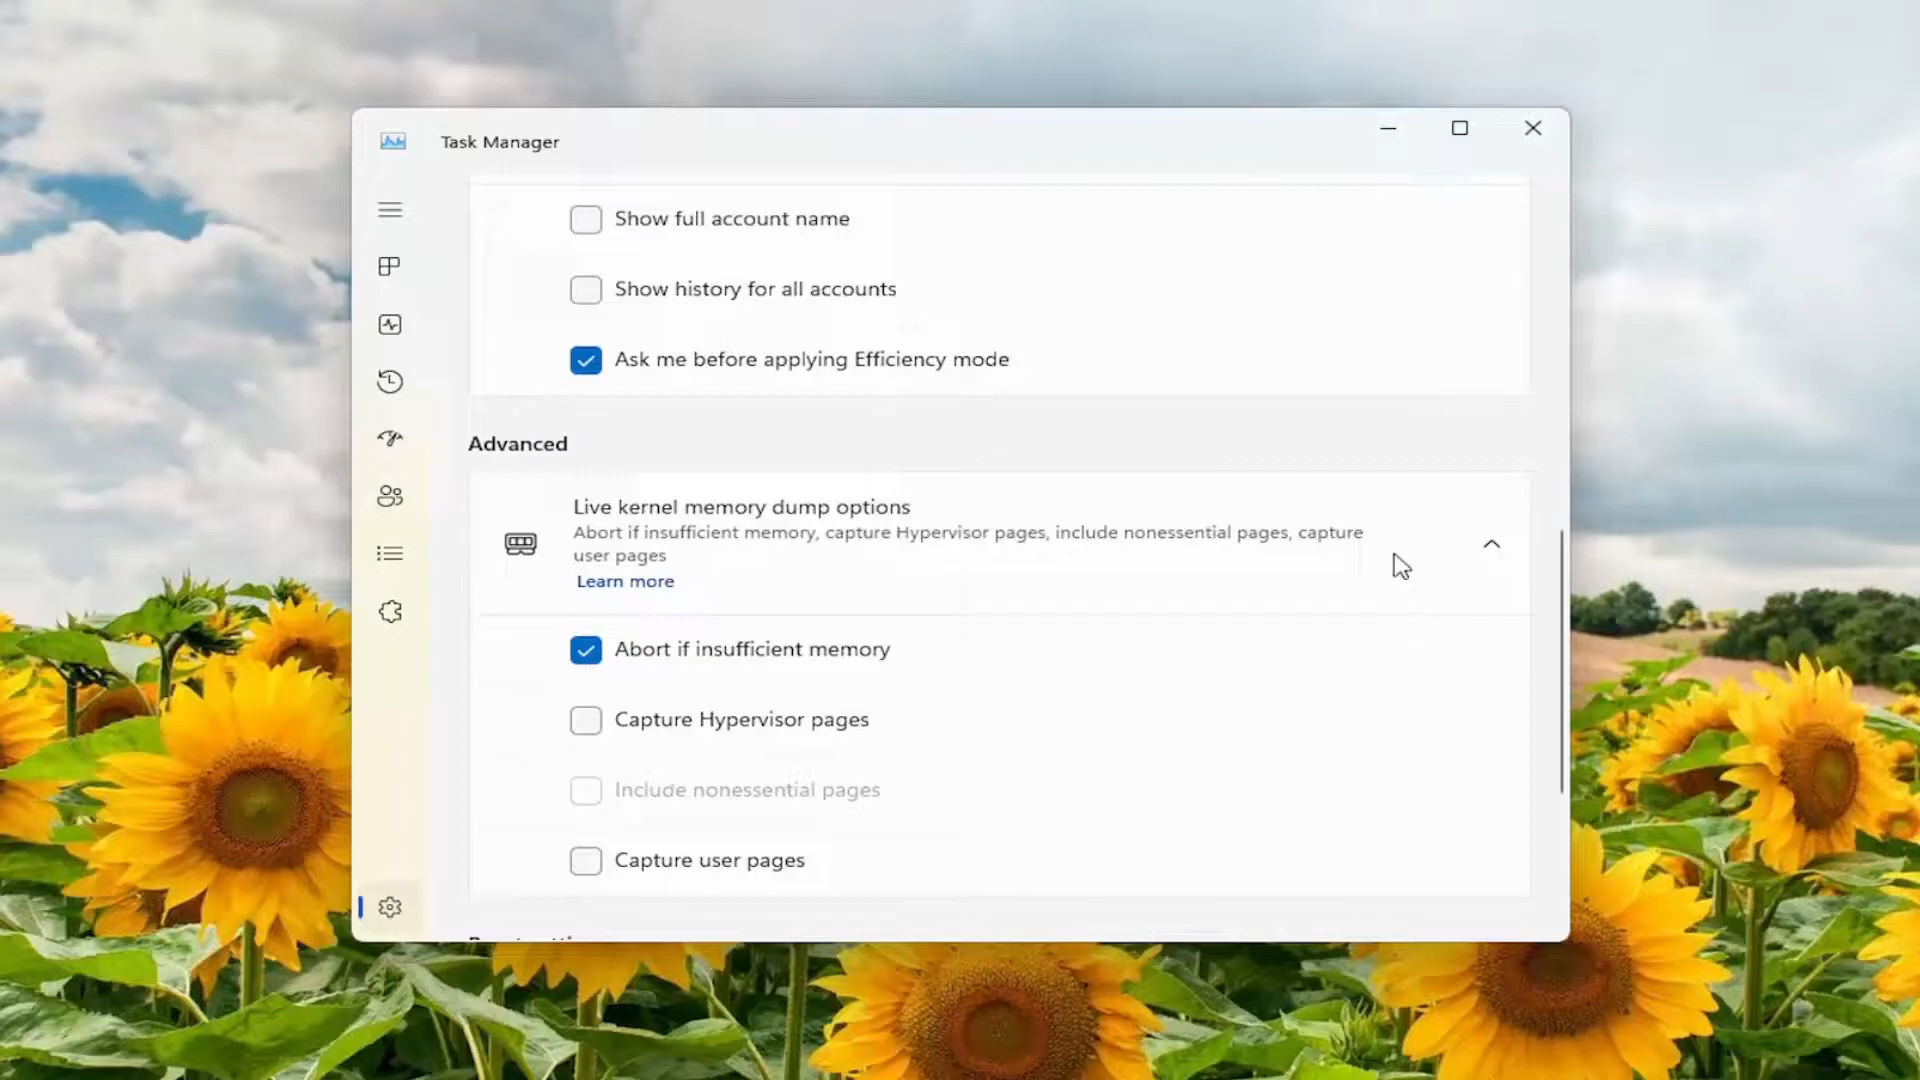 Task Manager
Show full account name
Show history for all accounts
Ask me before applying Efficiency mode
Advanced
Live kernel memory dump options
Abort if insufficient memory, capture Hypervisor pages, include nonessential pages, capture
user pages
Learn more
Abort if insufficient memory
Capture Hypervisor pages
Include nonessential pages
Capture user pages